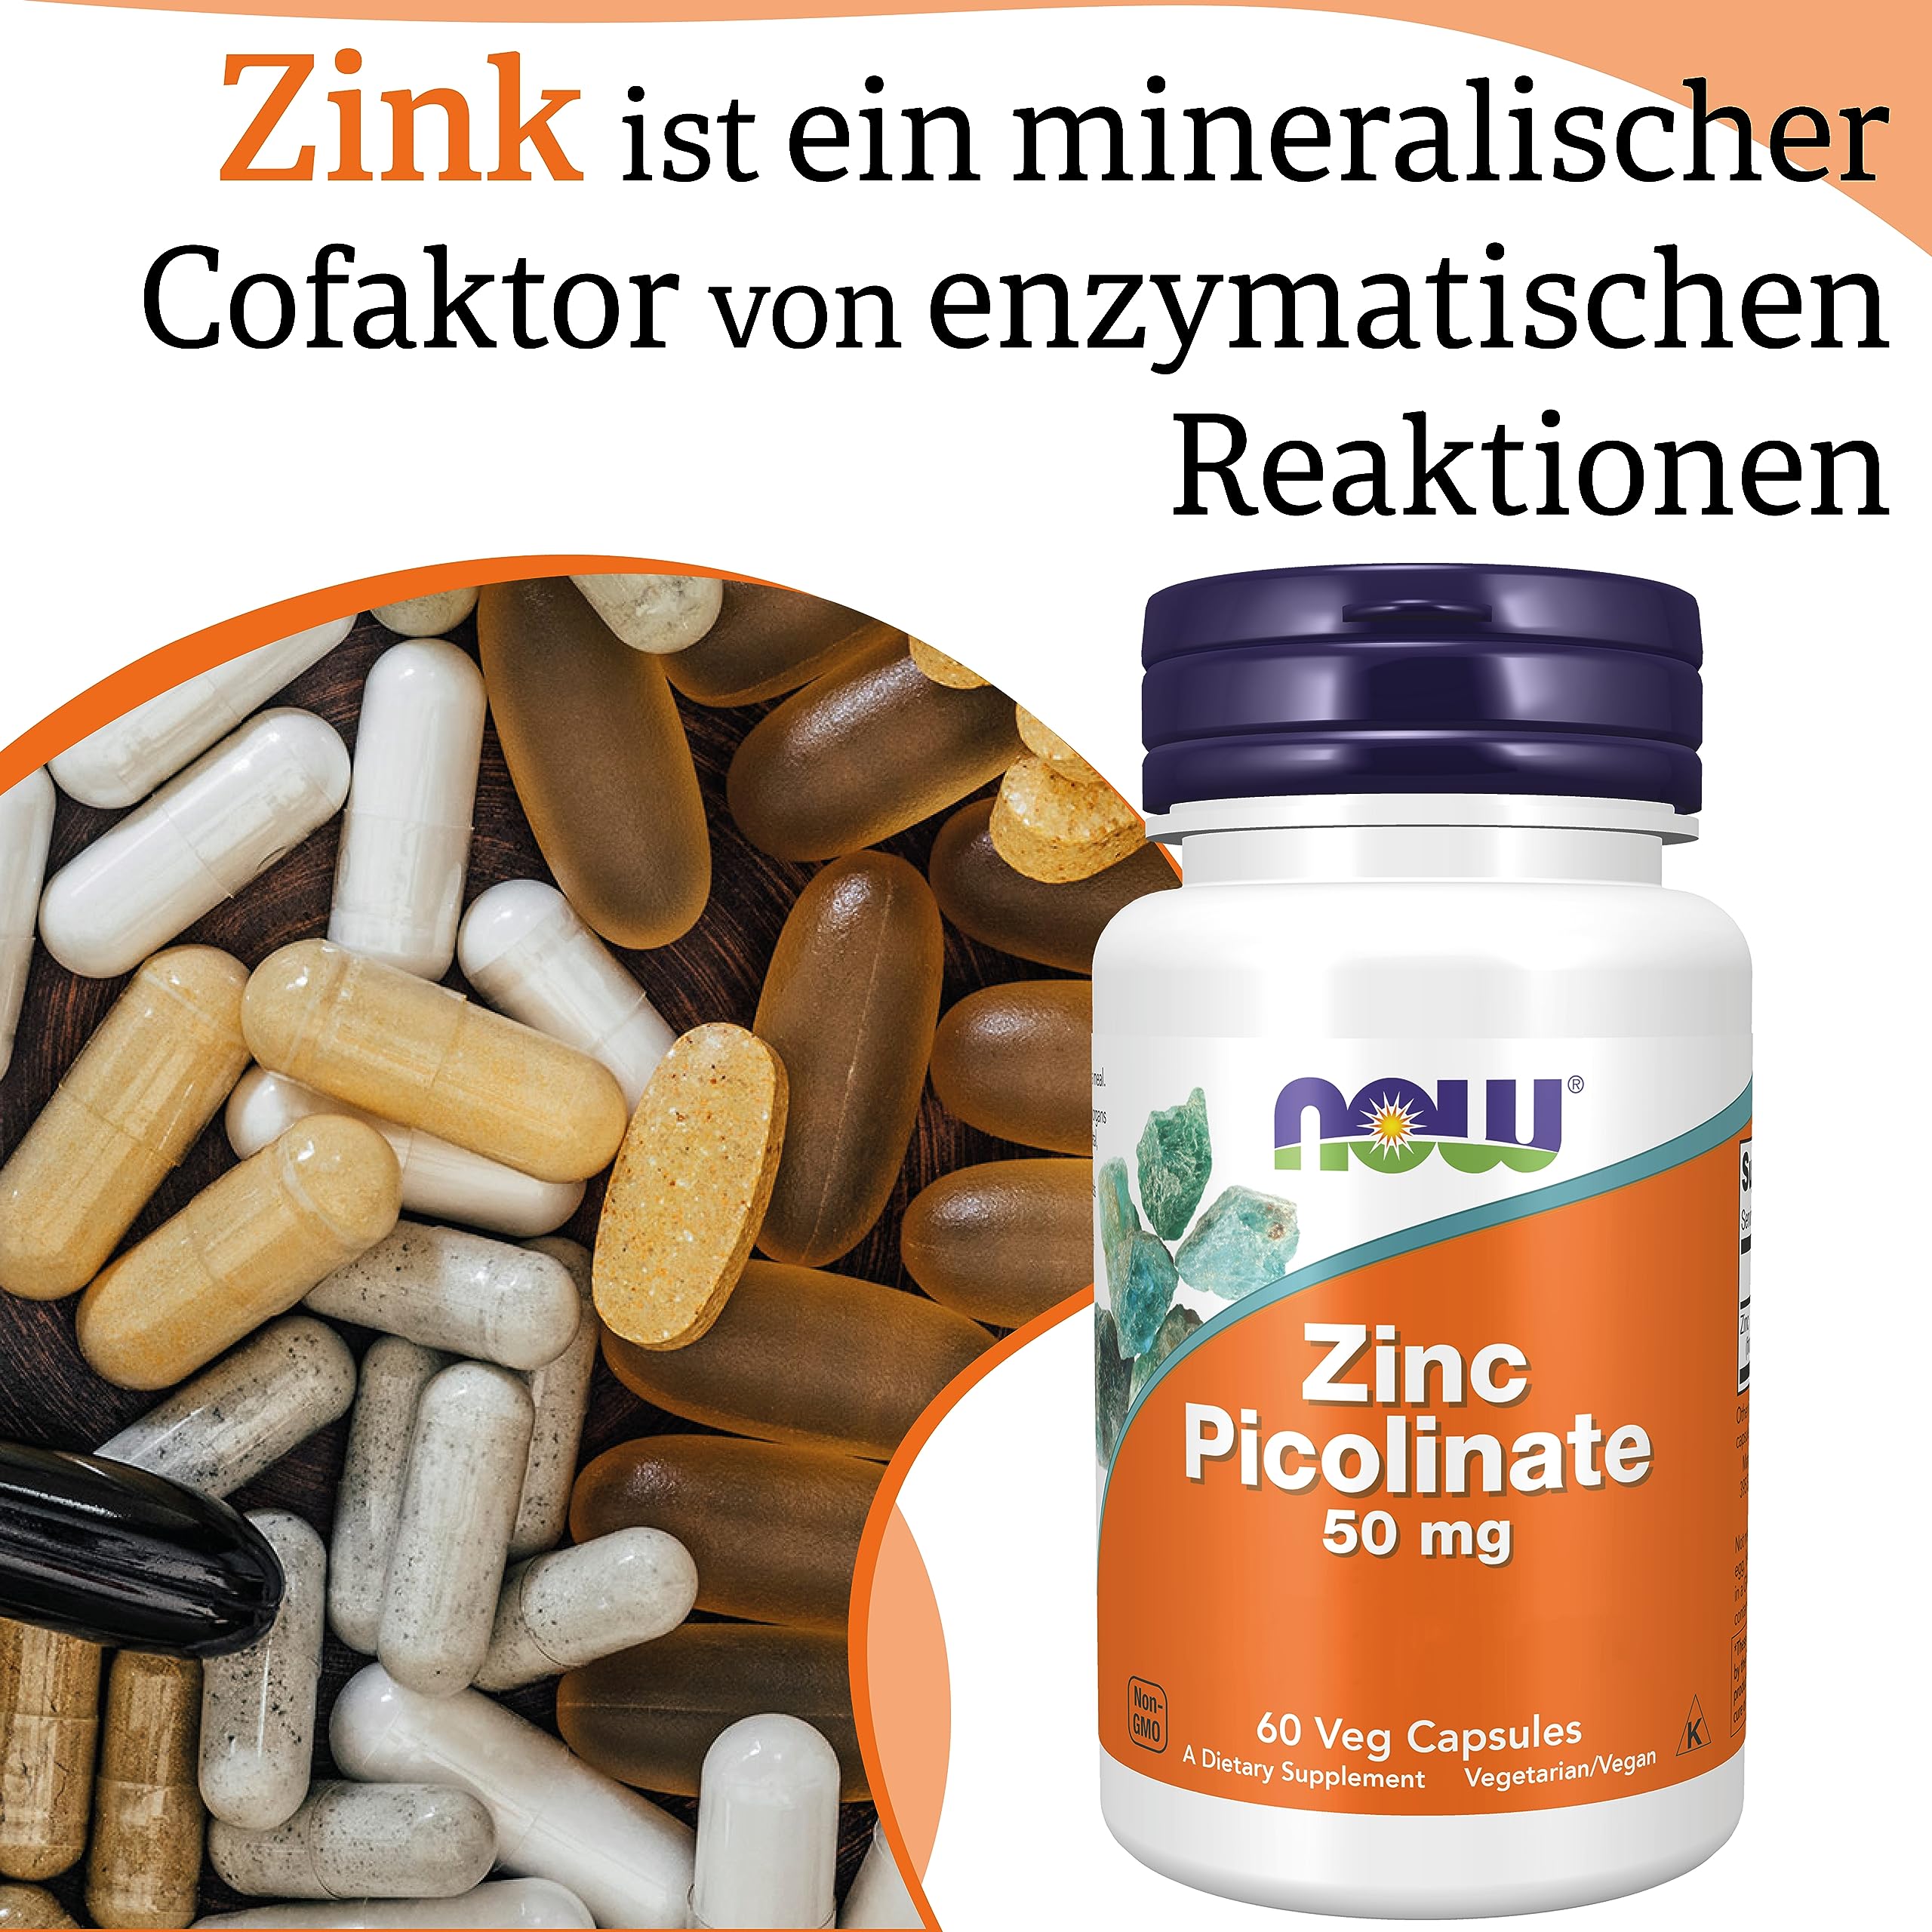 Zink ist ein mineralischer
Cofaktor von enzymatischen
Reaktionen
NOW®
Zinc
Picolinate
50 mg
Non-
GMO
60 Veg Capsules
A Dietary Supplement Vegetarian/Vegan
K